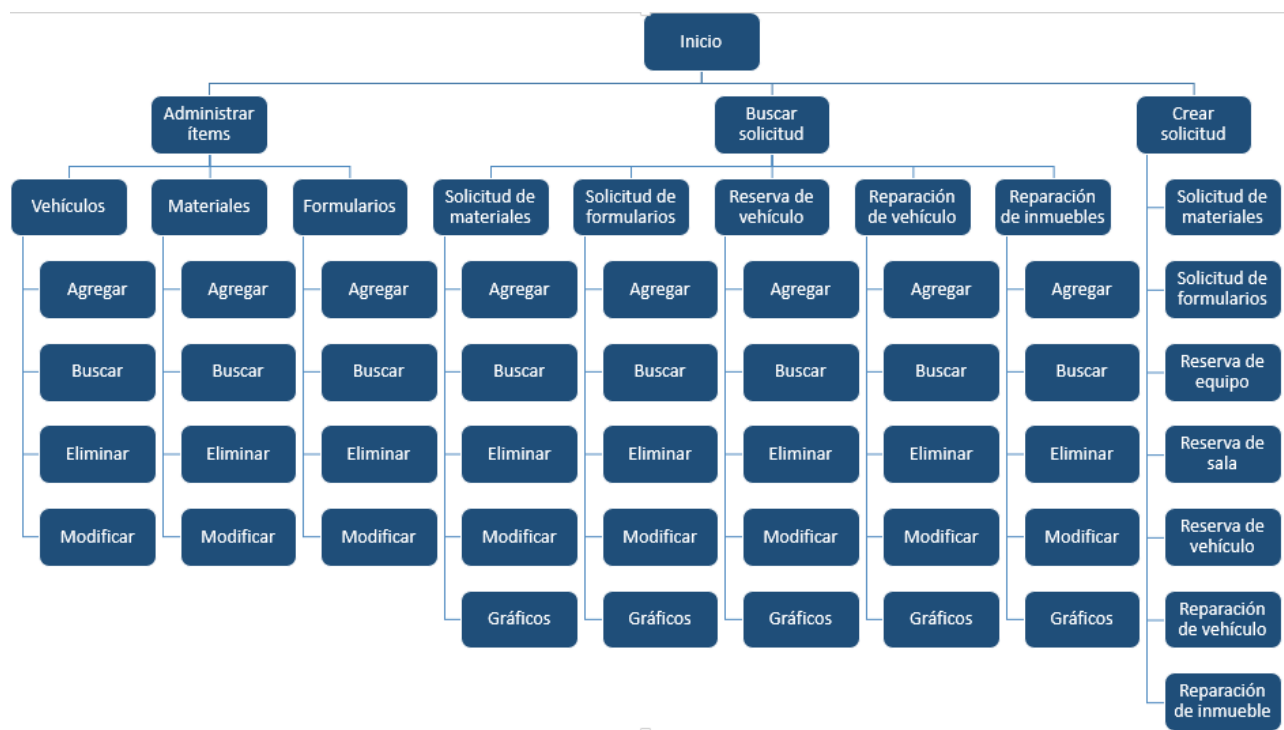 Inicio
Administrar
ítems
Buscar
solicitud
Crear
solicitud
Vehículos
Materiales
Formularios
Solicitud de
materiales
Solicitud de
formularios
Reserva de
vehículo
Reparación
de vehículo
Reparación
de inmuebles
Solicitud de
materiales
Agregar
Agregar
Agregar
Agregar
Agregar
Agregar
Agregar
Agregar
Solicitud de
formularios
Buscar
Buscar
Buscar
Buscar
Buscar
Buscar
Buscar
Buscar
Reserva de
equipo
Eliminar
Eliminar
Eliminar
Eliminar
Eliminar
Eliminar
Eliminar
Eliminar
Reserva de
sala
Modificar
Modificar
Modificar
Modificar
Modificar
Modificar
Modificar
Modificar
Reserva de
vehículo
Gráficos
Gráficos
Gráficos
Gráficos
Gráficos
Reparación
de vehículo
Reparación
de inmueble